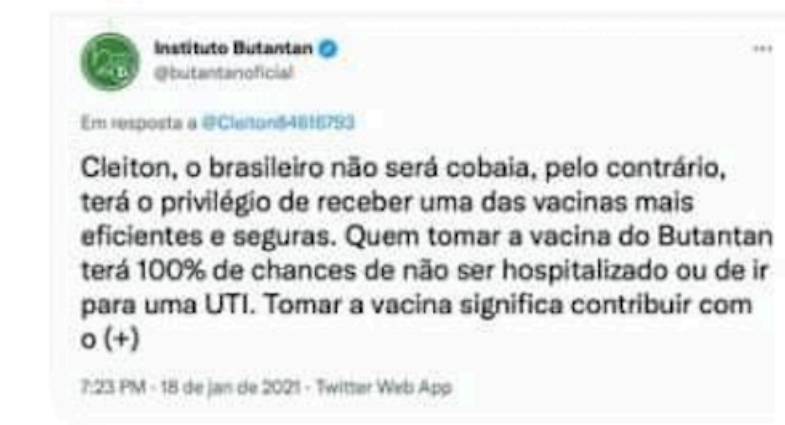 Instituto Butantan
@butantanoficial
Em resposta a @Cleiton64616793
Cleiton, o brasileiro não será cobaia, pelo contrário,
terá o privilégio de receber uma das vacinas mais
eficientes e seguras. Quem tomar a vacina do Butantan
terá 100% de chances de não ser hospitalizado ou de ir
para uma UTI. Tomar a vacina significa contribuir com
o (+)
7:23 PM · 18 de jan de 2021 · Twitter Web App